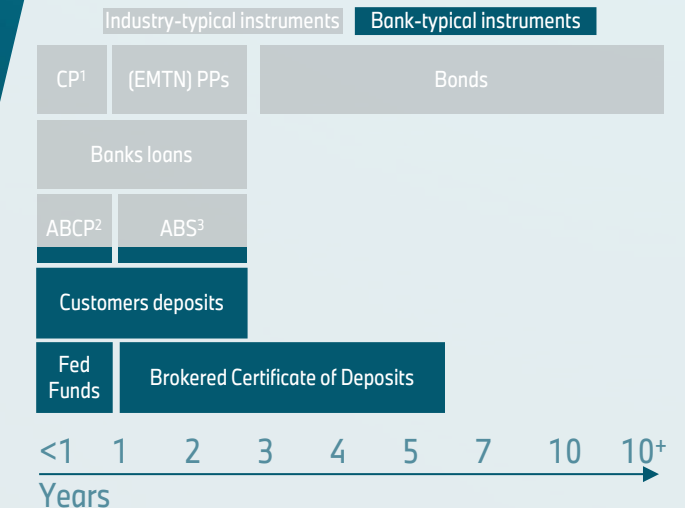 Industry-typical instruments Bank-typical instruments
CP¹ (EMTN) PPs Bonds
Banks loans
ABCP² ABS³
Customers deposits
Fed
Funds
Brokered Certificate of Deposits
<1 1 2 3 4 5 7 10 10⁺
Years